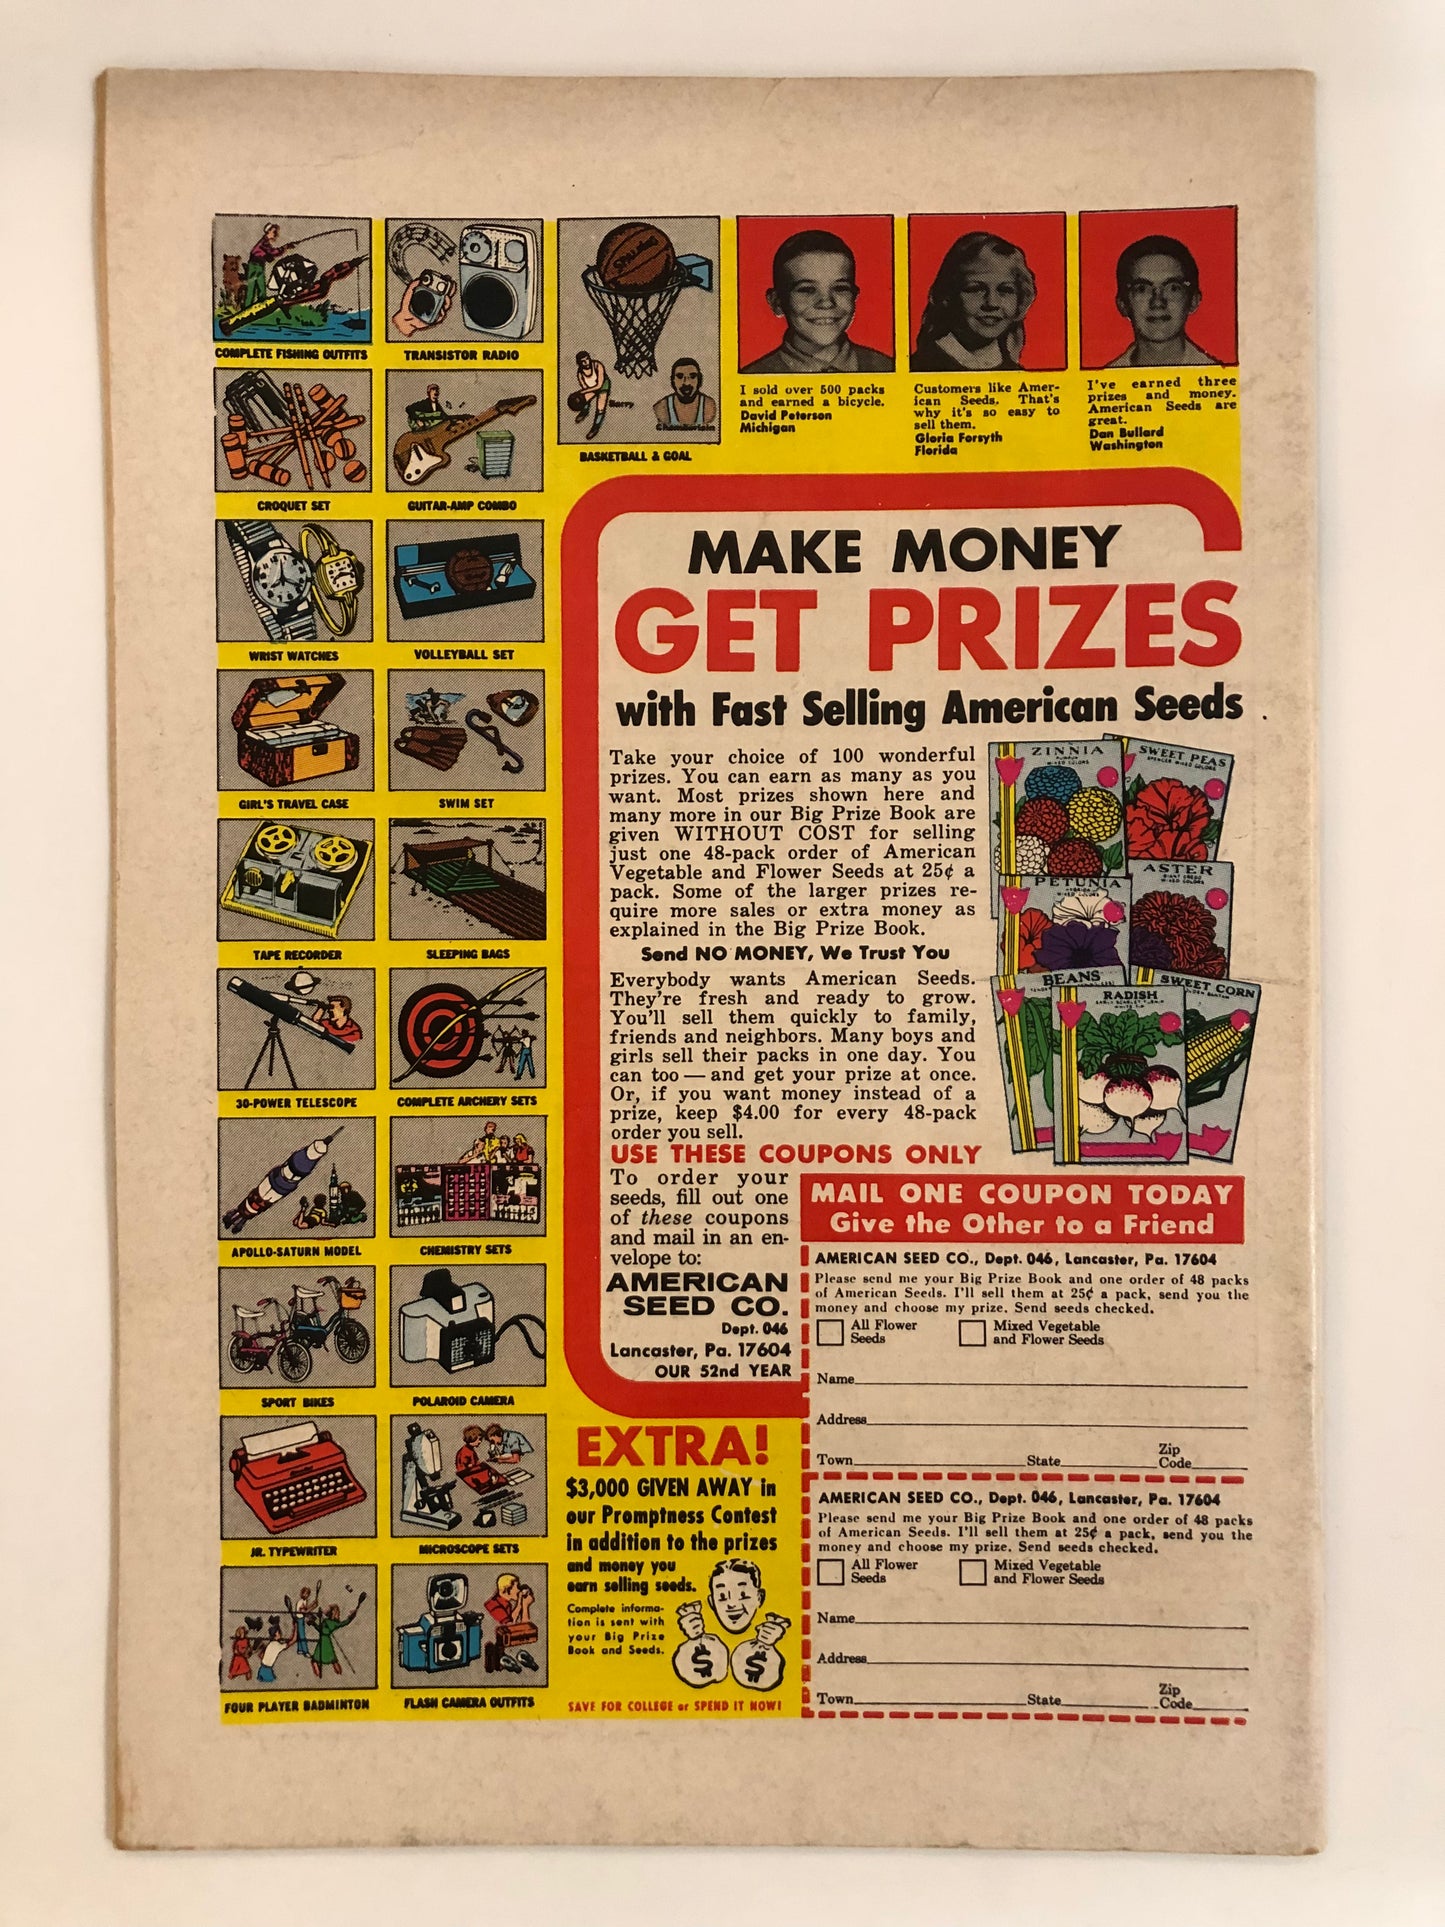 COMPLETE FISHING OUTFITS
TRANSISTOR RADIO
CROQUET SET
GUITAR-AMP COMBO
WRIST WATCHES
VOLLEYBALL SET
GIRL'S TRAVEL CASE
SWIM SET
TAPE RECORDER
SLEEPING BAGS
30-POWER TELESCOPE
COMPLETE ARCHERY SETS
APOLLO-SATURN MODEL
CHEMISTRY SETS
SPORT BIKES
POLAROID CAMERA
JR. TYPEWRITER
MICROSCOPE SETS
FOUR PLAYER BADMINTON
FLASH CAMERA OUTFITS
Spalding
Barry
Chamberlain
BASKETBALL & GOAL
I sold over 500 packs
and earned a bicycle.
David Peterson
Michigan
Customers like Amer-
ican Seeds. That's
why it's so easy to
sell them.
Gloria Forsyth
Florida
I've earned three
prizes and money.
American Seeds are
great.
Dan Bullard
Washington
MAKE MONEY
GET PRIZES
with Fast Selling American Seeds
Take your choice of 100 wonderful
prizes. You can earn as many as you
want. Most prizes shown here and
many more in our Big Prize Book are
given WITHOUT COST for selling
just one 48-pack order of American
Vegetable and Flower Seeds at 25¢ a
pack. Some of the larger prizes re-
quire more sales or extra money as
explained in the Big Prize Book.
Send NO MONEY, We Trust You
Everybody wants American Seeds.
They're fresh and ready to grow.
You'll sell them quickly to family,
friends and neighbors. Many boys and
girls sell their packs in one day. You
can too — and get your prize at once.
Or, if you want money instead of a
prize, keep $4.00 for every 48-pack
order you sell.
USE THESE COUPONS ONLY
To order your
seeds, fill out one
of these coupons
and mail in an en-
velope to:
AMERICAN
SEED CO.
Dept. 046
Lancaster, Pa. 17604
OUR 52nd YEAR
ZINNIA
MIXED COLORS
SWEET PEAS
SPENCER MIXED COLORS
PETUNIA
MIXED COLORS
ASTER
MIXED COLORS
BEANS
RADISH
WHITE TIP
SWEET CORN
GOLDEN BANTAM
MAIL ONE COUPON TODAY
Give the Other to a Friend
AMERICAN SEED CO., Dept. 046, Lancaster, Pa. 17604
Please send me your Big Prize Book and one order of 48 packs
of American Seeds. I'll sell them at 25¢ a pack, send you the
money and choose my prize. Send seeds checked.
All Flower Seeds
Mixed Vegetable and Flower Seeds
Name
Address
Town State Zip Code
AMERICAN SEED CO., Dept. 046, Lancaster, Pa. 17604
Please send me your Big Prize Book and one order of 48 packs
of American Seeds. I'll sell them at 25¢ a pack, send you the
money and choose my prize. Send seeds checked.
All Flower Seeds
Mixed Vegetable and Flower Seeds
Name
Address
Town State Zip Code
EXTRA!
$3,000 GIVEN AWAY in
our Promptness Contest
in addition to the prizes
and money you
earn selling seeds.
Complete informa-
tion is sent with
your Big Prize
Book and Seeds.
$ $
SAVE FOR COLLEGE or SPEND IT NOW!